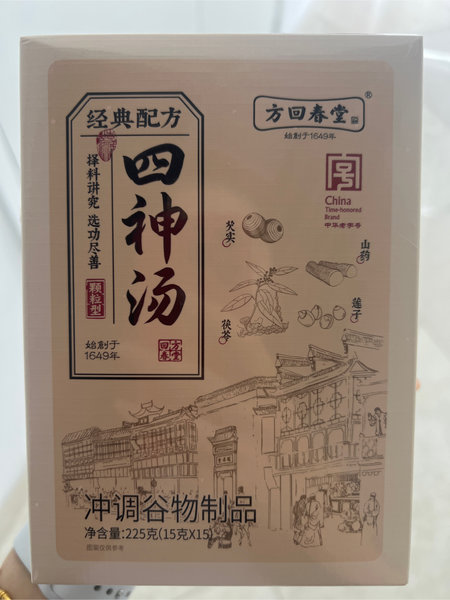 经典配方
四神汤
择料讲究 选功尽善
颗粒型
始創于
1649年
方回春堂
方回春堂®
始創于1649年
China
Time-honored
Brand
中华老字号
芡实
山药
莲子
茯苓
冲调谷物制品
净含量:225克(15克X15)
图案仅供参考